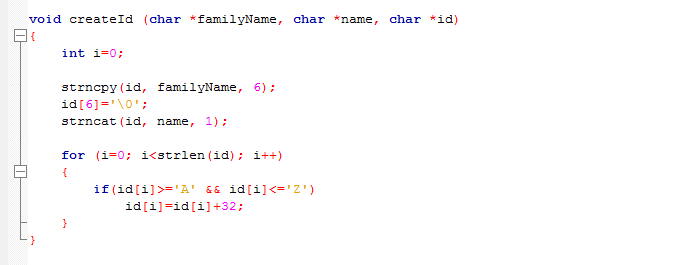 void createId (char *familyName, char *name, char *id)
{
    int i=0;

    strncpy(id, familyName, 6);
    id[6]='\0';
    strncat(id, name, 1);

    for (i=0; i<strlen(id); i++)
    {
        if(id[i]>='A' && id[i]<='Z')
            id[i]=id[i]+32;
    }
}